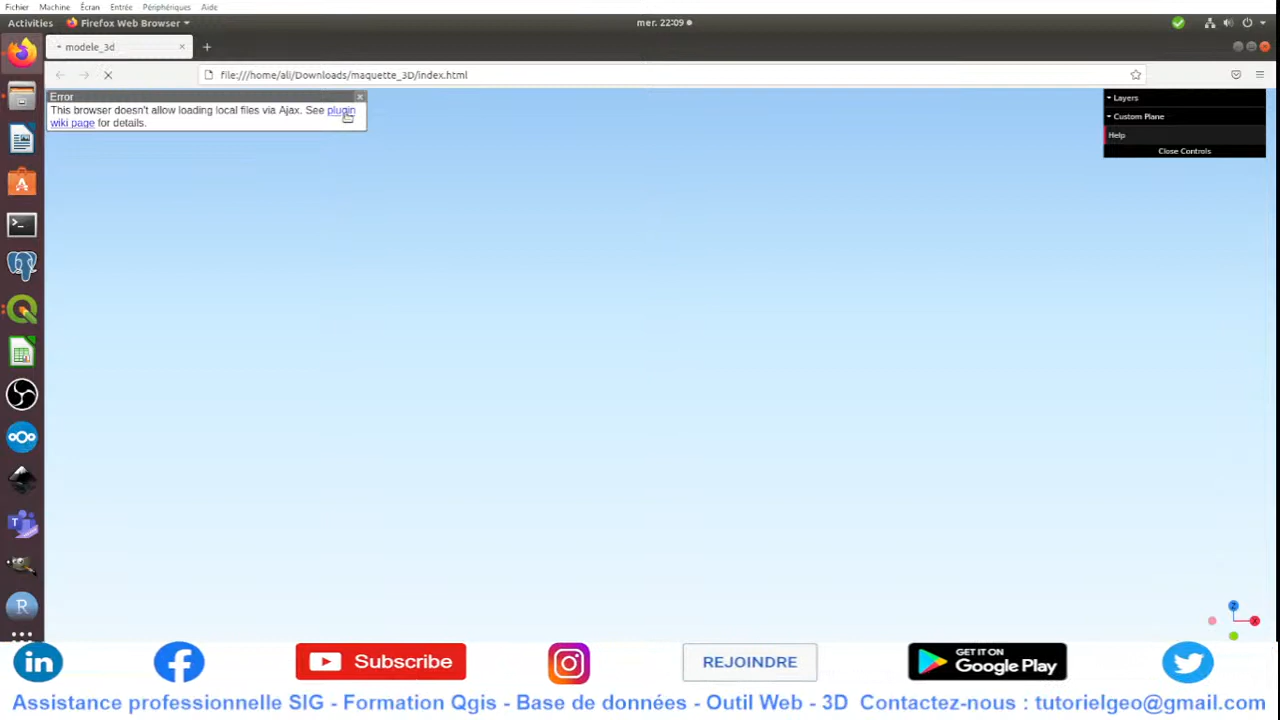 Fichier Machine Écran Entrée Périphériques Aide
Activities Firefox Web Browser mer. 22:09
modele_3d
file:///home/ali/Downloads/maquette_3D/index.html
Error
This browser doesn't allow loading local files via Ajax. See plugin
wiki page for details.
Layers
Custom Plane
Help
Close Controls
Z
X
in Subscribe REJOINDRE GET IT ON
Google Play
Assistance professionnelle SIG - Formation Qgis - Base de données - Outil Web - 3D Contactez-nous : tutorielgeo@gmail.com